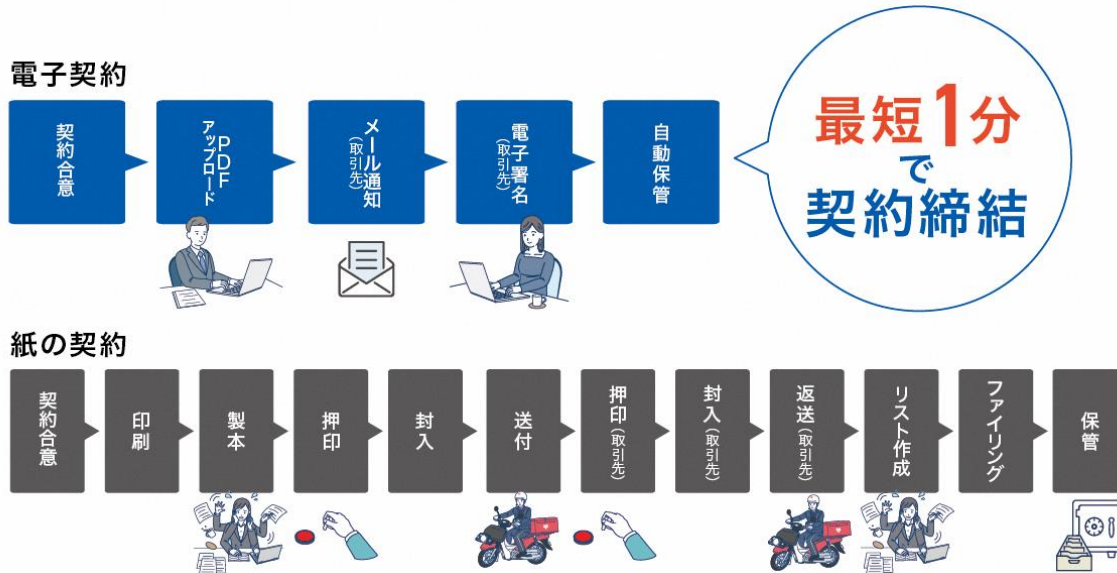 電子契約
契約合意
PDF
アップロード
メール通知
(取引先)
電子署名
(取引先)
自動保管
最短1分
で
契約締結
紙の契約
契約合意
印刷
製本
押印
封入
送付
押印(取引先)
封入(取引先)
返送(取引先)
リスト作成
ファイリング
保管